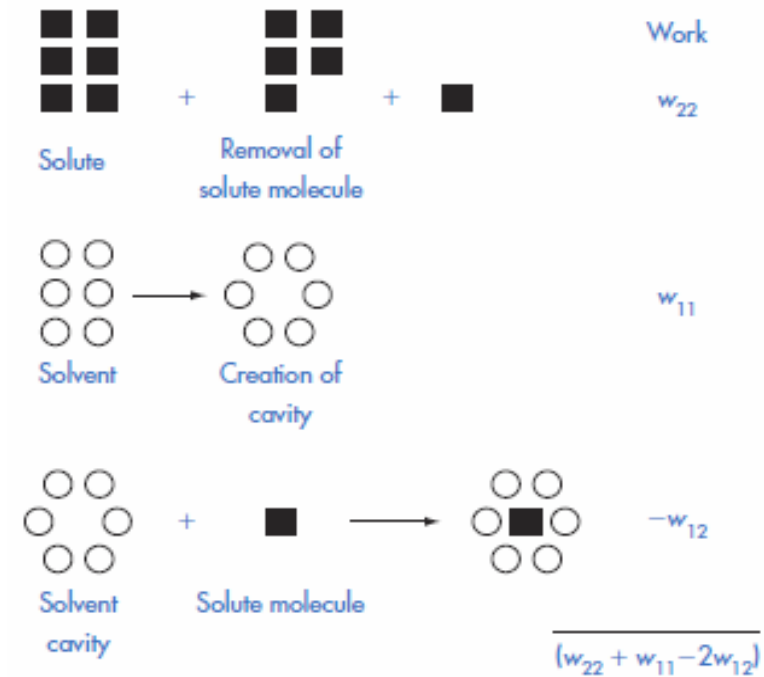 Work
+ + w₂₂
Solute
Removal of
solute molecule
w₁₁
Solvent
Creation of
cavity
+ −w₁₂
Solvent
cavity
Solute molecule
(w₂₂ + w₁₁−2w₁₂)